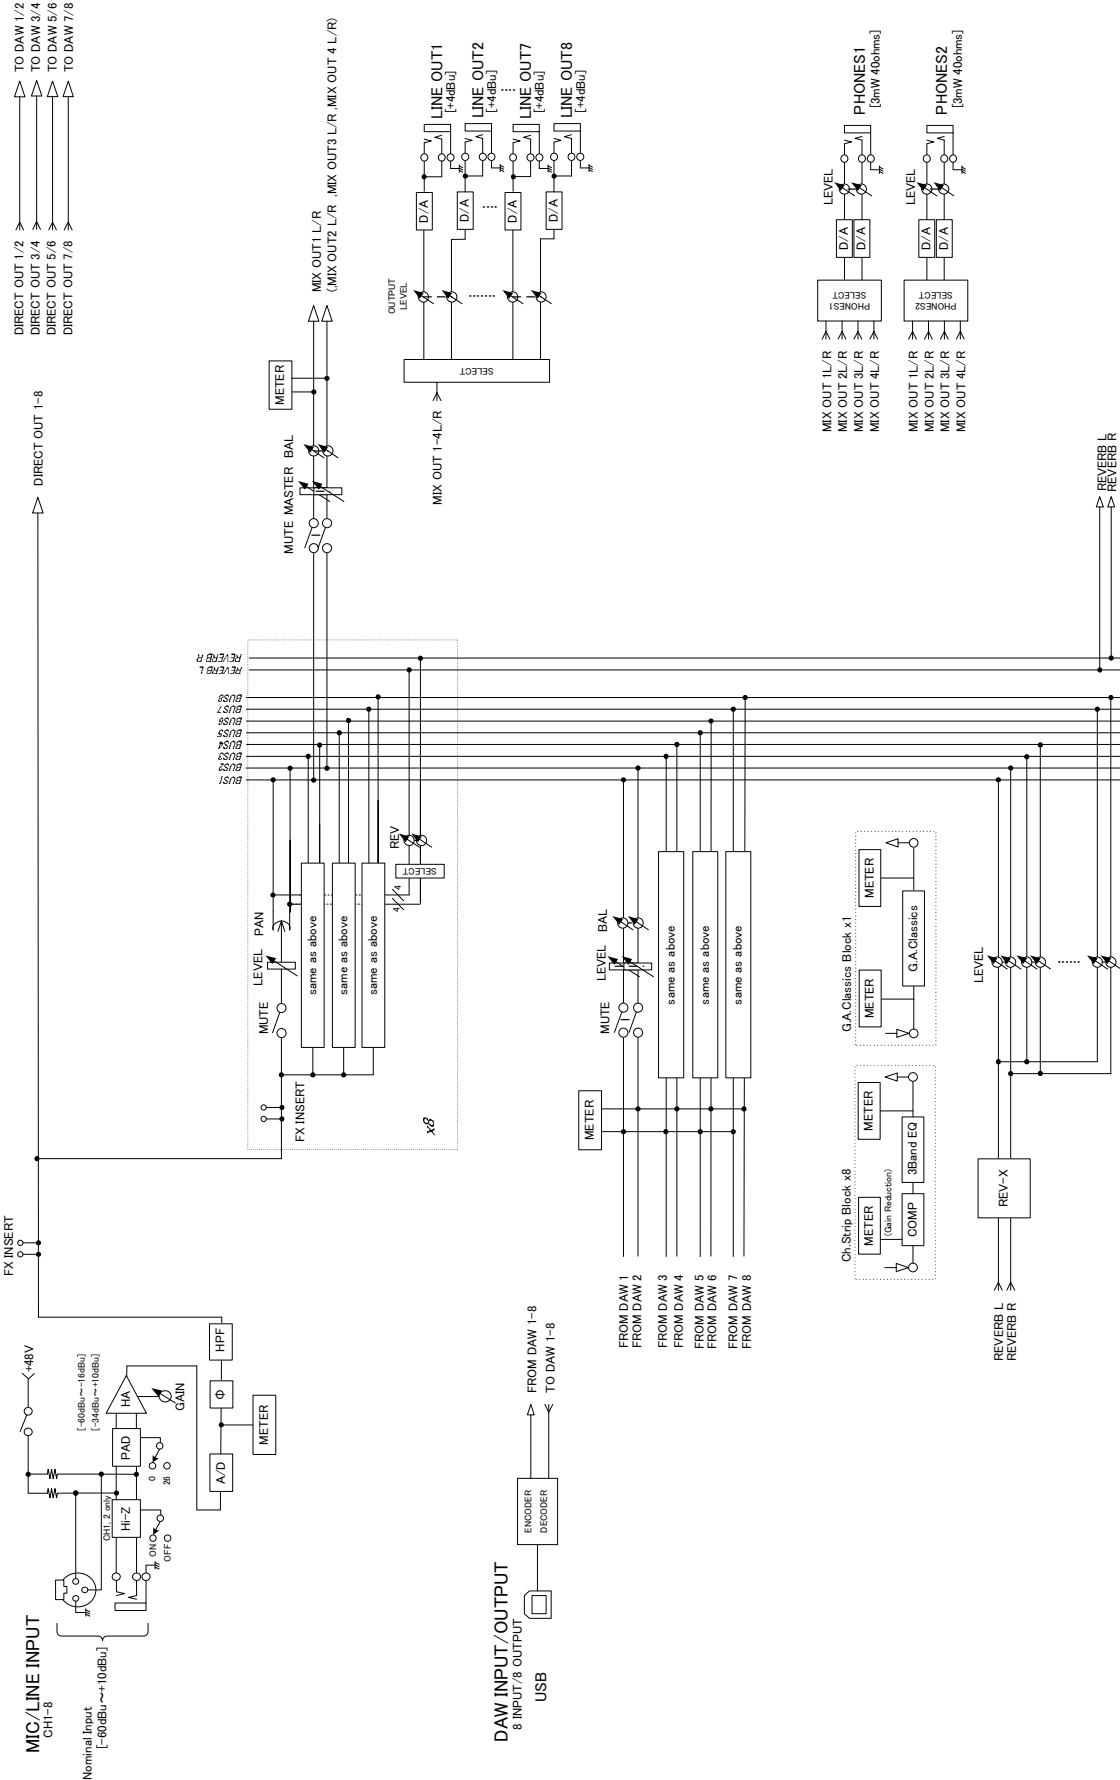 MIC/LINE INPUT
CH1-8
Nominal Input
[-60dBu~+10dBu]
+48V
CH1, 2 only
Hi-Z
ON
OFF
PAD
0
26
[-60dBu~-16dBu]
[-34dBu~+10dBu]
HA
GAIN
A/D
METER
Φ
HPF
FX INSERT
DIRECT OUT 1-8
DIRECT OUT 1/2
TO DAW 1/2
DIRECT OUT 3/4
TO DAW 3/4
DIRECT OUT 5/6
TO DAW 5/6
DIRECT OUT 7/8
TO DAW 7/8
FX INSERT
x8
MUTE
LEVEL
PAN
same as above
same as above
same as above
4
4
SELECT
REV
BUS1
BUS2
BUS3
BUS4
BUS5
BUS6
BUS7
BUS8
REVERB L
REVERB R
MUTE
MASTER
BAL
METER
MIX OUT1 L/R
(,MIX OUT2 L/R ,MIX OUT3 L/R ,MIX OUT 4 L/R)
MIX OUT 1-4L/R
SELECT
OUTPUT
LEVEL
D/A
D/A
D/A
D/A
LINE OUT1
[+4dBu]
LINE OUT2
[+4dBu]
LINE OUT7
[+4dBu]
LINE OUT8
[+4dBu]
DAW INPUT/OUTPUT
8 INPUT/8 OUTPUT
USB
ENCODER
DECODER
FROM DAW 1-8
TO DAW 1-8
FROM DAW 1
FROM DAW 2
FROM DAW 3
FROM DAW 4
FROM DAW 5
FROM DAW 6
FROM DAW 7
FROM DAW 8
METER
MUTE
LEVEL
BAL
same as above
same as above
same as above
MIX OUT 1L/R
MIX OUT 2L/R
MIX OUT 3L/R
MIX OUT 4L/R
PHONES1
SELECT
D/A
D/A
LEVEL
PHONES1
[3mW 40ohms]
MIX OUT 1L/R
MIX OUT 2L/R
MIX OUT 3L/R
MIX OUT 4L/R
PHONES2
SELECT
D/A
D/A
LEVEL
PHONES2
[3mW 40ohms]
Ch.Strip Block x8
METER
(Gain Reduction)
COMP
3Band EQ
METER
G.A.Classics Block x1
METER
G.A.Classics
METER
REVERB L
REVERB R
REV-X
LEVEL
REVERB L
REVERB R